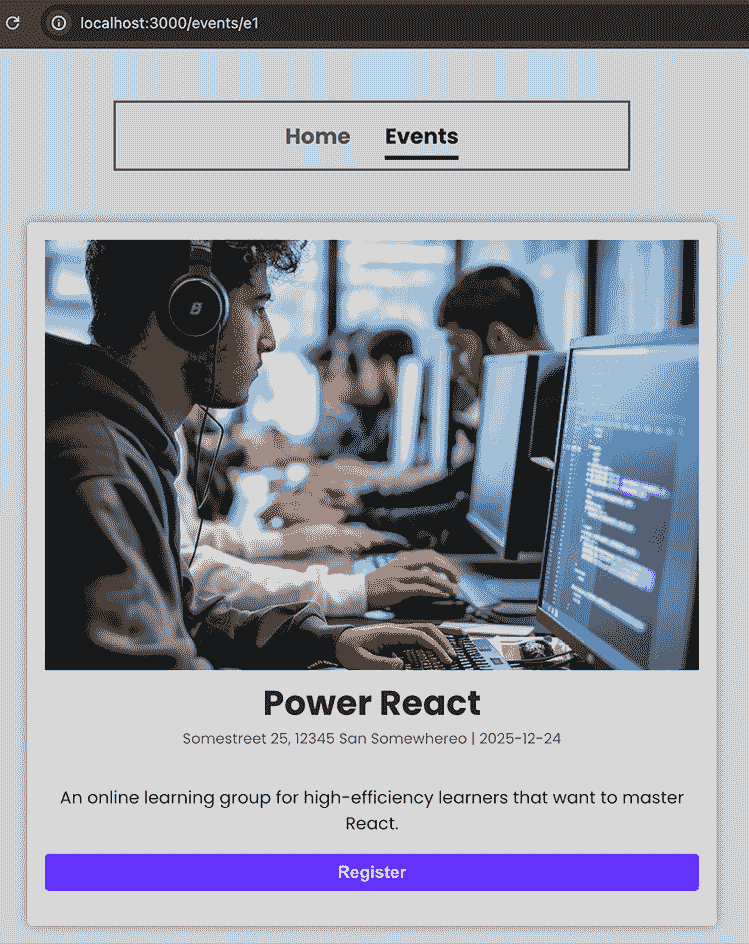 localhost:3000/events/e1
Home Events
Power React
Somestreet 25, 12345 San Somewhereo | 2025-12-24
An online learning group for high-efficiency learners that want to master
React.
Register